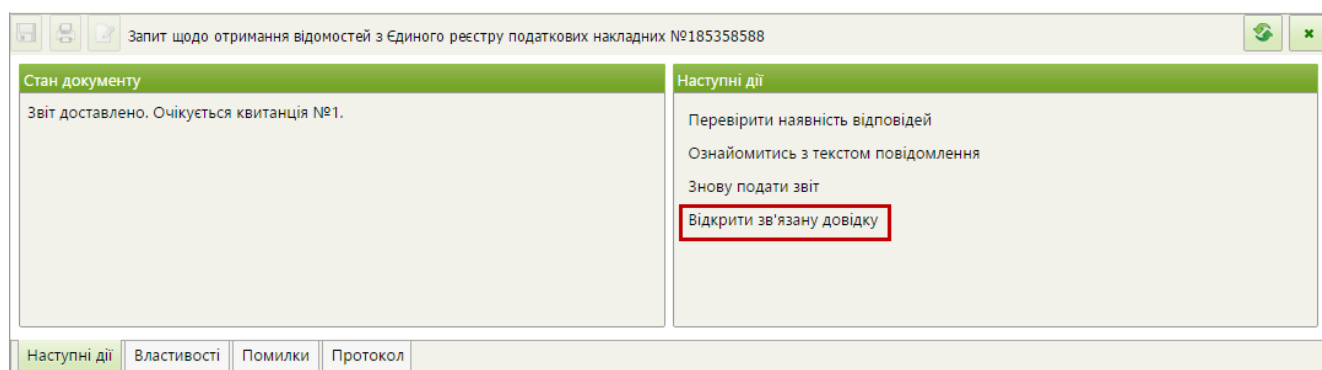 Запит щодо отримання відомостей з Єдиного реєстру податкових накладних №185358588
Стан документу
Звіт доставлено. Очікується квитанція №1.
Наступні дії
Перевірити наявність відповідей
Ознайомитись з текстом повідомлення
Знову подати звіт
Відкрити зв'язану довідку
Наступні дії Властивості Помилки Протокол